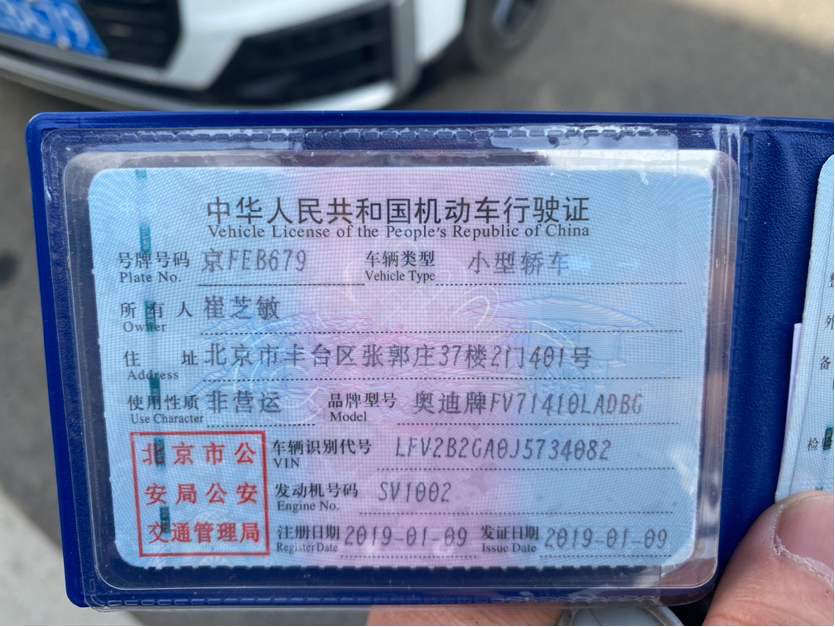 中华人民共和国机动车行驶证
Vehicle License of the People's Republic of China
号牌号码 京FEB679 车辆类型 小型轿车
Plate No. Vehicle Type
所有人 崔芝敏
Owner
住址 北京市丰台区张郭庄37楼2门401号
Address
使用性质 非营运 品牌型号 奥迪牌FV71410LADBG
Use Character Model
北京市公
安局公安
交通管理局
车辆识别代号 LFV2B2GA0J5734082
VIN
发动机号码 SV1002
Engine No.
注册日期 2019-01-09 发证日期 2019-01-09
Register Date Issue Date